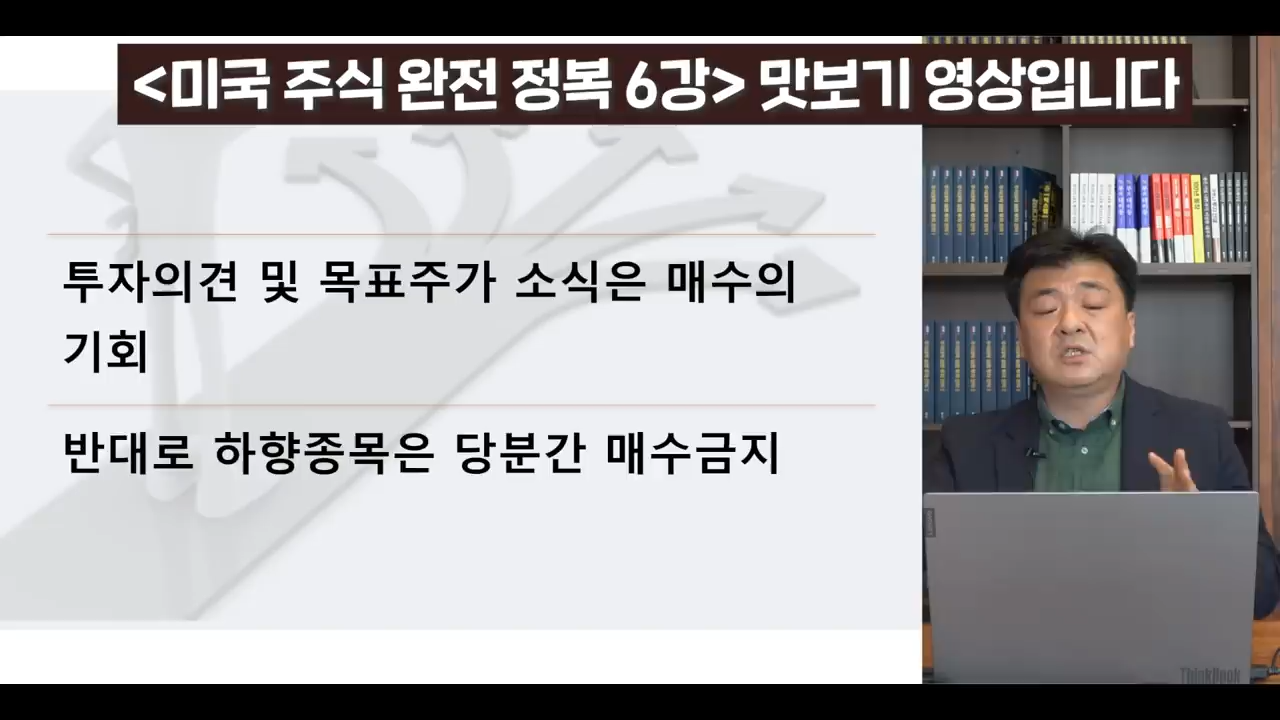 <미국 주식 완전 정복 6강> 맛보기 영상입니다
투자의견 및 목표주가 소식은 매수의
기회
반대로 하향종목은 당분간 매수금지
ThinkBook